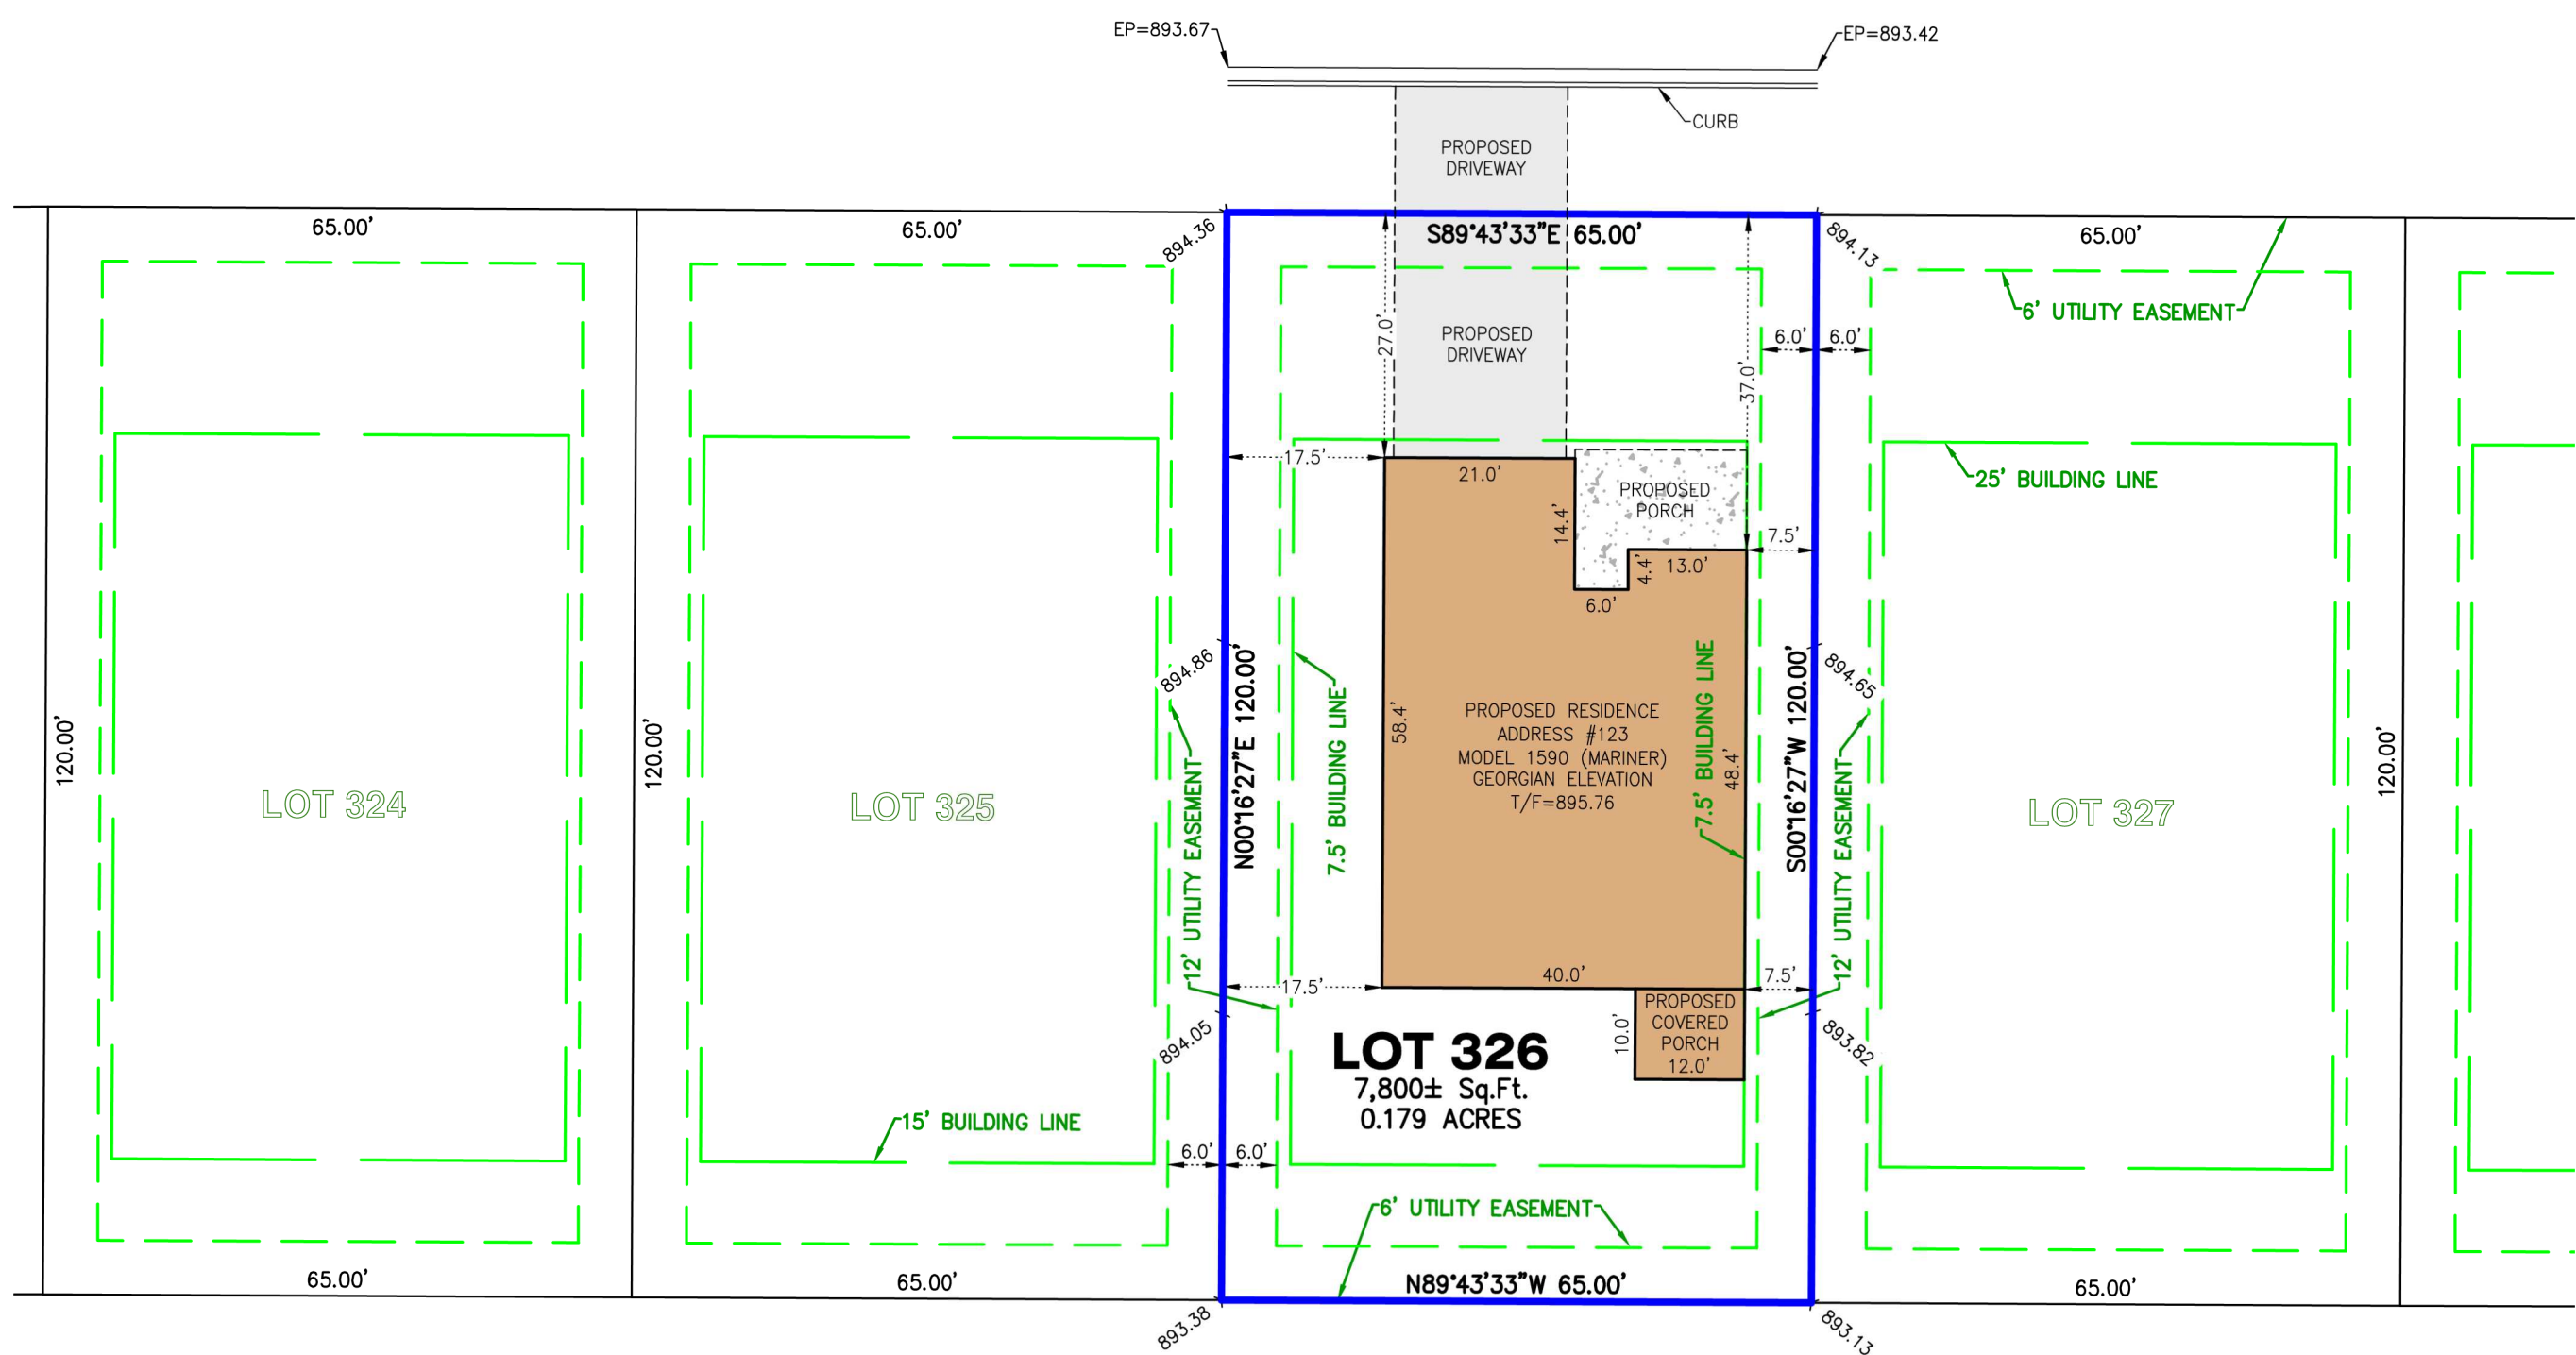 EP=893.67
EP=893.42
CURB
PROPOSED
DRIVEWAY
65.00'
65.00'
894.36
S89°43'33"E 65.00'
894.13
65.00'
6' UTILITY EASEMENT
27.0'
PROPOSED
DRIVEWAY
37.0'
6.0'
6.0'
17.5'
21.0'
25' BUILDING LINE
14.4'
PROPOSED
PORCH
7.5'
4.4'
13.0'
6.0'
894.86
894.65
120.00'
120.00'
N00°16'27"E 120.00'
7.5' BUILDING LINE
58.4'
PROPOSED RESIDENCE
ADDRESS #123
MODEL 1590 (MARINER)
GEORGIAN ELEVATION
T/F=895.76
7.5' BUILDING LINE
48.4'
S00°16'27"W 120.00'
120.00'
LOT 324
LOT 325
LOT 327
12' UTILITY EASEMENT
12' UTILITY EASEMENT
17.5'
40.0'
7.5'
894.05
893.82
10.0'
PROPOSED
COVERED
PORCH
12.0'
LOT 326
7,800± Sq.Ft.
0.179 ACRES
15' BUILDING LINE
6.0'
6.0'
6' UTILITY EASEMENT
65.00'
65.00'
N89°43'33"W 65.00'
65.00'
893.38
893.13